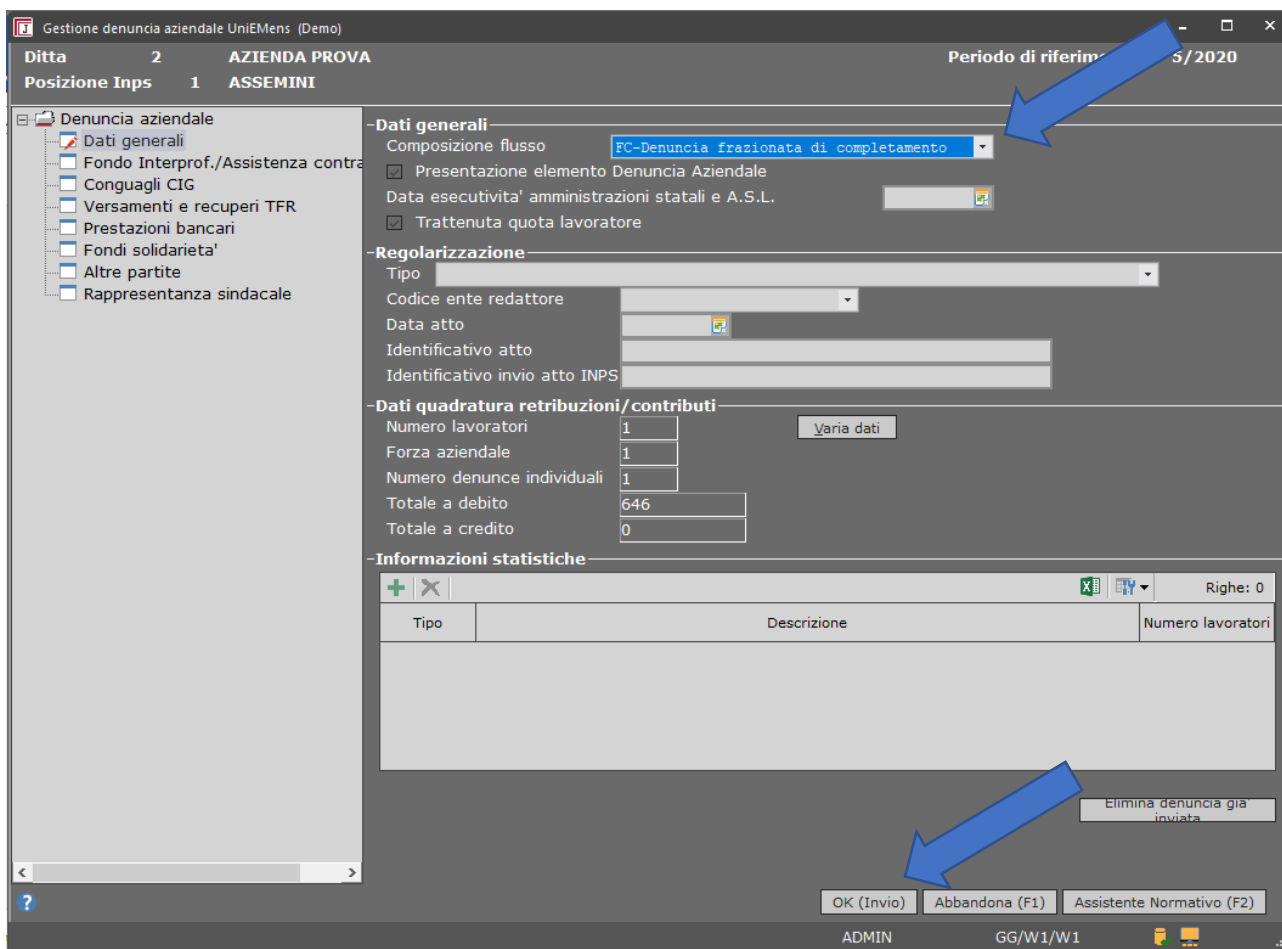 Gestione denuncia aziendale UniEMens (Demo)
Ditta 2 AZIENDA PROVA
Posizione Inps 1 ASSEMINI
Periodo di riferim 5/2020
Denuncia aziendale
Dati generali
Fondo Interprof./Assistenza contra
Conguagli CIG
Versamenti e recuperi TFR
Prestazioni bancari
Fondi solidarieta'
Altre partite
Rappresentanza sindacale
Dati generali
Composizione flusso FC-Denuncia frazionata di completamento
Presentazione elemento Denuncia Aziendale
Data esecutivita' amministrazioni statali e A.S.L.
Trattenuta quota lavoratore
Regolarizzazione
Tipo
Codice ente redattore
Data atto
Identificativo atto
Identificativo invio atto INPS
Dati quadratura retribuzioni/contributi
Numero lavoratori 1 Varia dati
Forza aziendale 1
Numero denunce individuali 1
Totale a debito 646
Totale a credito 0
Informazioni statistiche
Righe: 0
Tipo Descrizione Numero lavoratori
Elimina denuncia gia'
inviata
OK (Invio) Abbandona (F1) Assistente Normativo (F2)
ADMIN GG/W1/W1